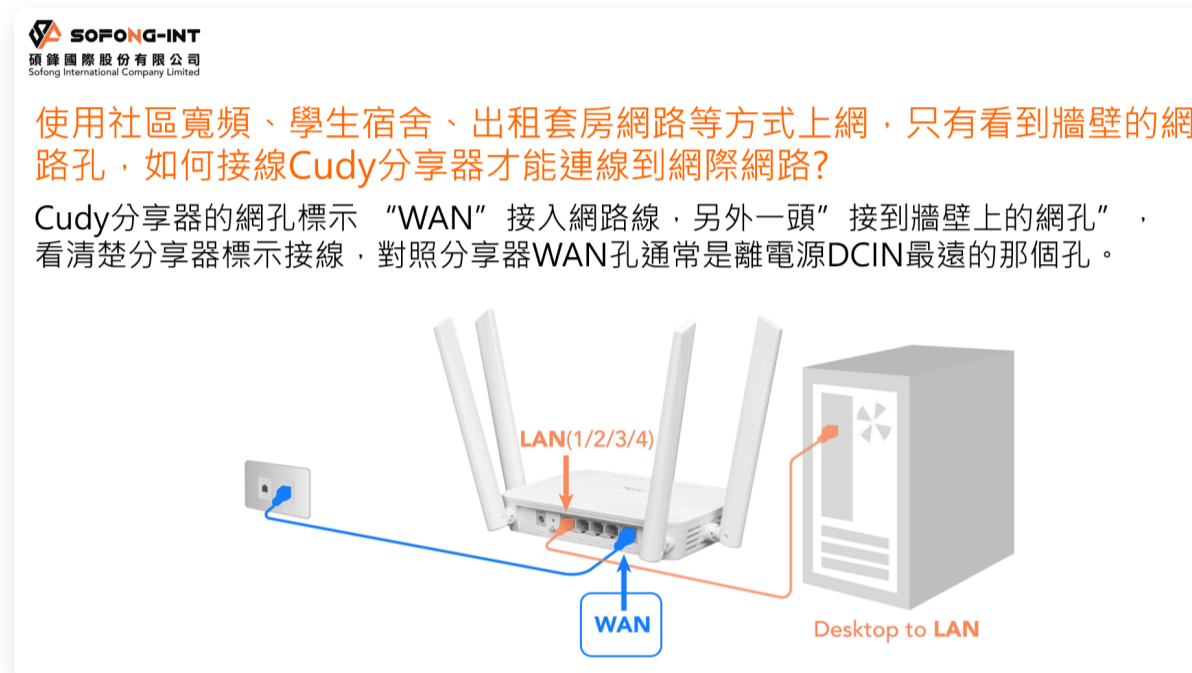 SOFONG-INT
碩鋒國際股份有限公司
Sofong International Company Limited
使用社區寬頻、學生宿舍、出租套房網路等方式上網，只有看到牆壁的網
路孔，如何接線Cudy分享器才能連線到網際網路?
Cudy分享器的網孔標示 “WAN” 接入網路線，另外一頭” 接到牆壁上的網孔” ，
看清楚分享器標示接線，對照分享器WAN孔通常是離電源DCIN最遠的那個孔。
LAN(1/2/3/4)
WAN
Desktop to LAN